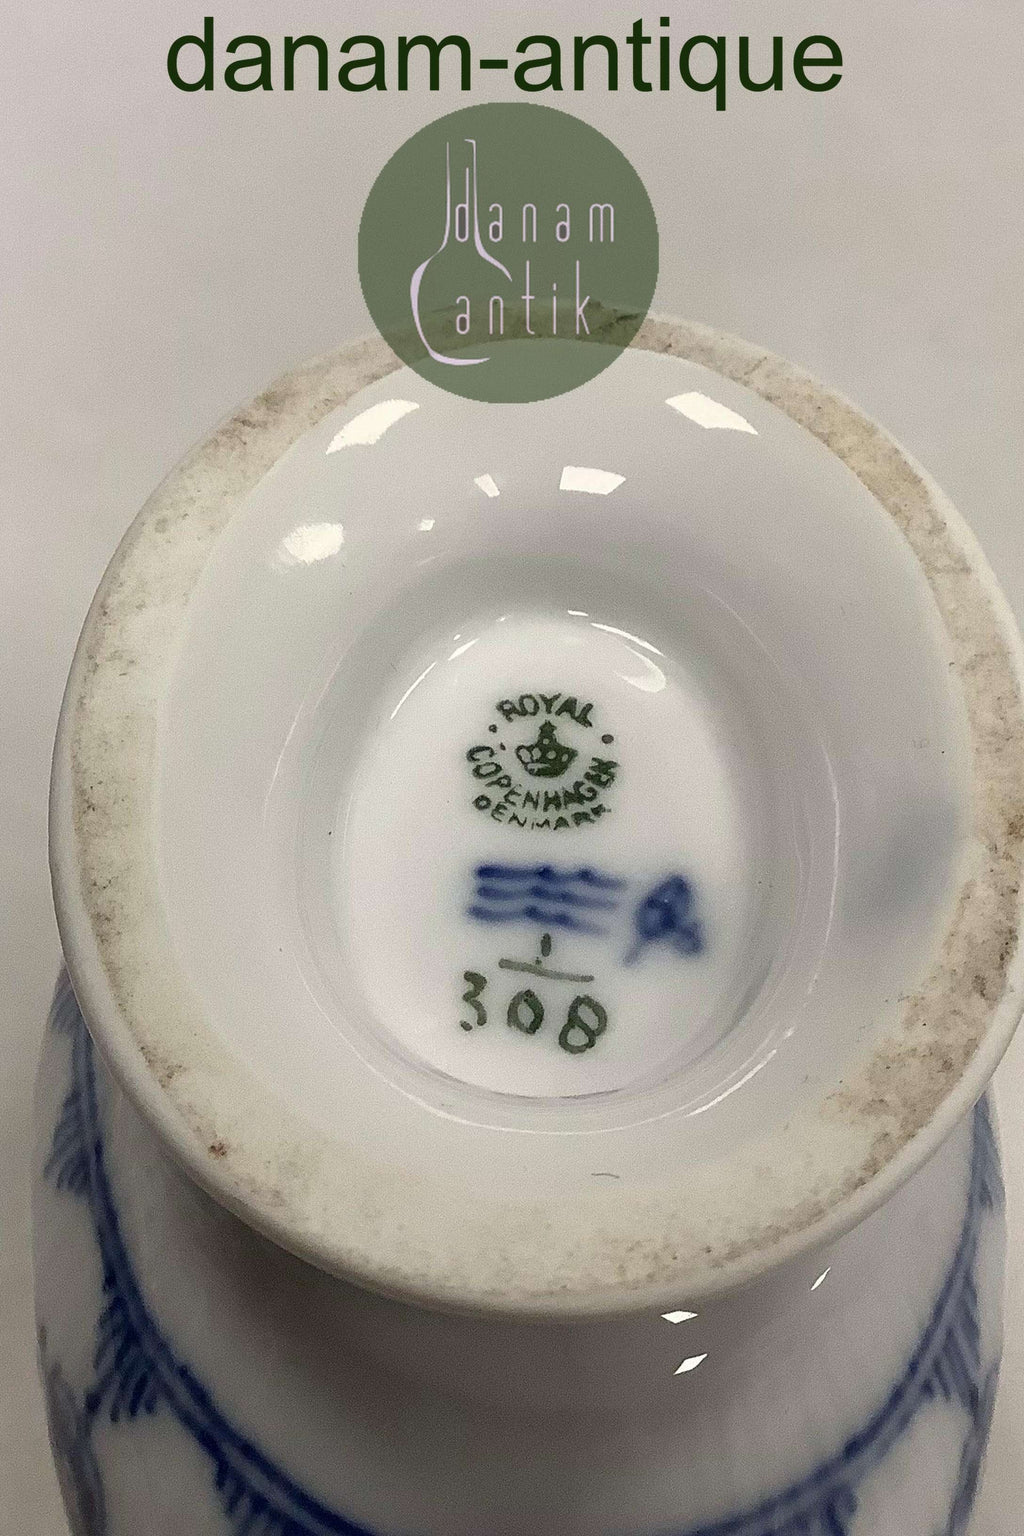 danam-antique
danam
antik
ROYAL
COPENHAGEN
DENMARK
1
308